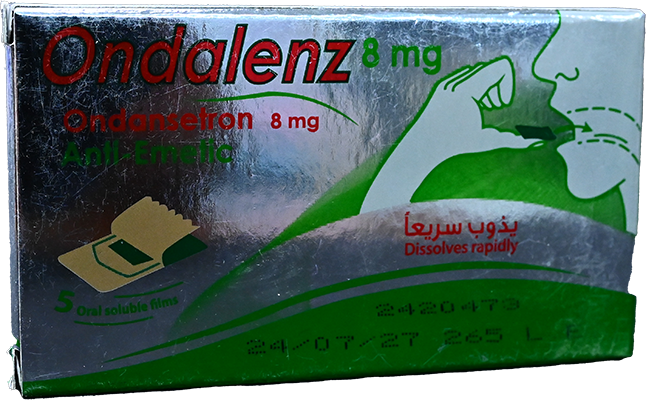 Ondalenz 8 mg
Ondansetron 8 mg
Anti-Emetic
يذوب سريعاً
Dissolves rapidly
5 Oral soluble films
2420479
24/07/27 265 L E